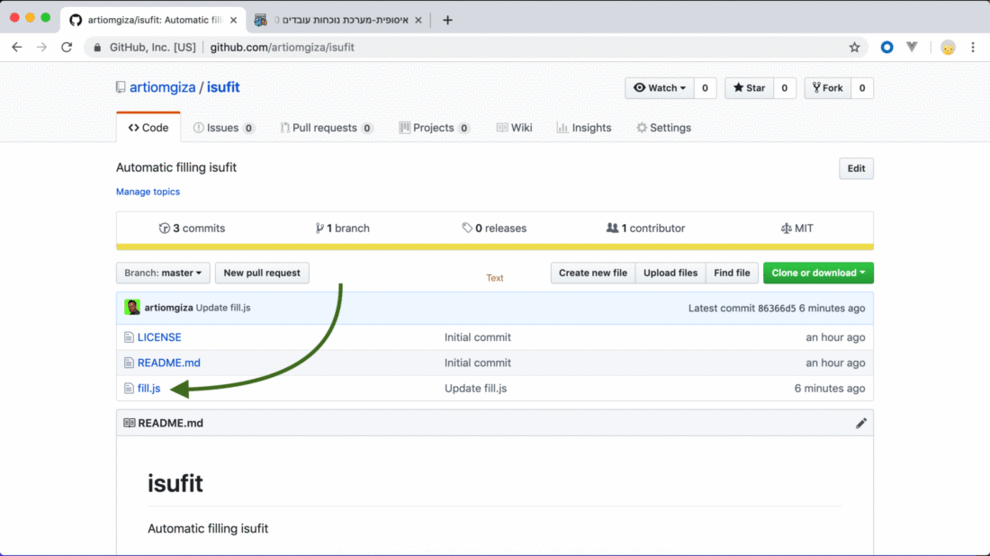 artiomgiza/isufit: Automatic fill
איסופית-מערכת נוכחות עובדים
GitHub, Inc. [US] github.com/artiomgiza/isufit
artiomgiza / isufit
Watch 0 Star 0 Fork 0
Code Issues 0 Pull requests 0 Projects 0 Wiki Insights Settings
Automatic filling isufit Edit
Manage topics
3 commits 1 branch 0 releases 1 contributor MIT
Branch: master New pull request Text Create new file Upload files Find file Clone or download
artiomgiza Update fill.js Latest commit 86366d5 6 minutes ago
LICENSE Initial commit an hour ago
README.md Initial commit an hour ago
fill.js Update fill.js 6 minutes ago
README.md
isufit
Automatic filling isufit